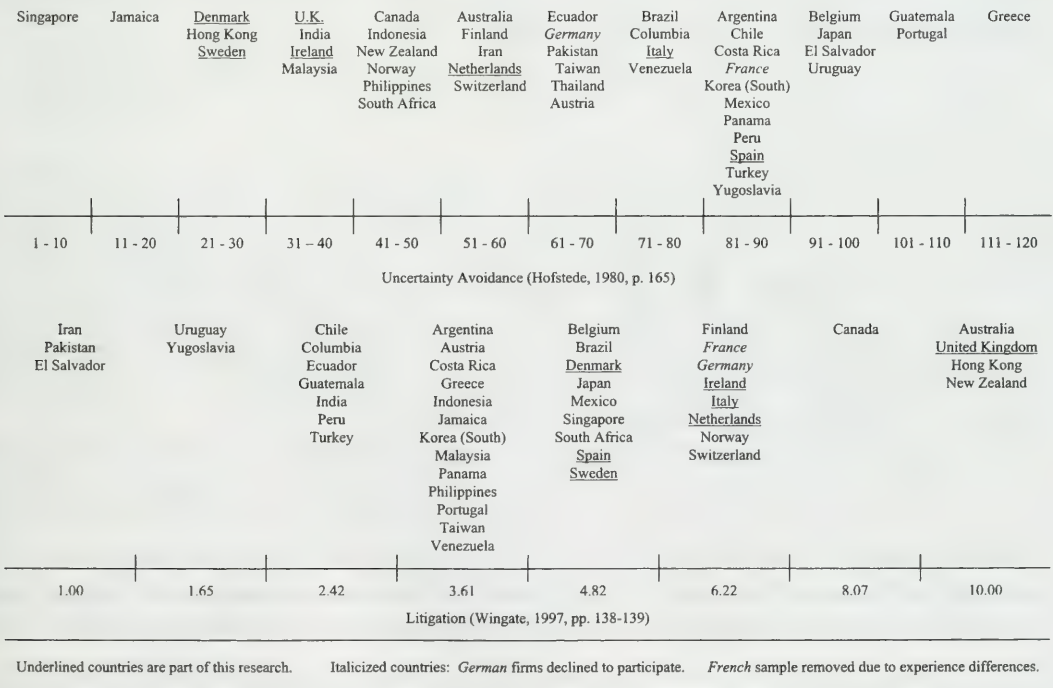 Singapore Jamaica Denmark U.K. Canada Australia Ecuador Brazil Argentina Belgium Guatemala Greece
Hong Kong India Indonesia Finland Germany Columbia Chile Japan Portugal
Sweden Ireland New Zealand Iran Pakistan Italy Costa Rica El Salvador
Malaysia Norway Netherlands Taiwan Venezuela France Uruguay
Philippines Switzerland Thailand Korea (South)
South Africa Austria Mexico
Panama
Peru
Spain
Turkey
Yugoslavia
1 - 10 11 - 20 21 - 30 31 – 40 41 - 50 51 - 60 61 - 70 71 - 80 81 - 90 91 - 100 101 - 110 111 - 120
Uncertainty Avoidance (Hofstede, 1980, p. 165)
Iran Uruguay Chile Argentina Belgium Finland Canada Australia
Pakistan Yugoslavia Columbia Austria Brazil France United Kingdom
El Salvador Ecuador Costa Rica Denmark Germany Hong Kong
Guatemala Greece Japan Ireland New Zealand
India Indonesia Mexico Italy
Peru Jamaica Singapore Netherlands
Turkey Korea (South) South Africa Norway
Malaysia Spain Switzerland
Panama Sweden
Philippines
Portugal
Taiwan
Venezuela
1.00 1.65 2.42 3.61 4.82 6.22 8.07 10.00
Litigation (Wingate, 1997, pp. 138-139)
Underlined countries are part of this research. Italicized countries: German firms declined to participate. French sample removed due to experience differences.